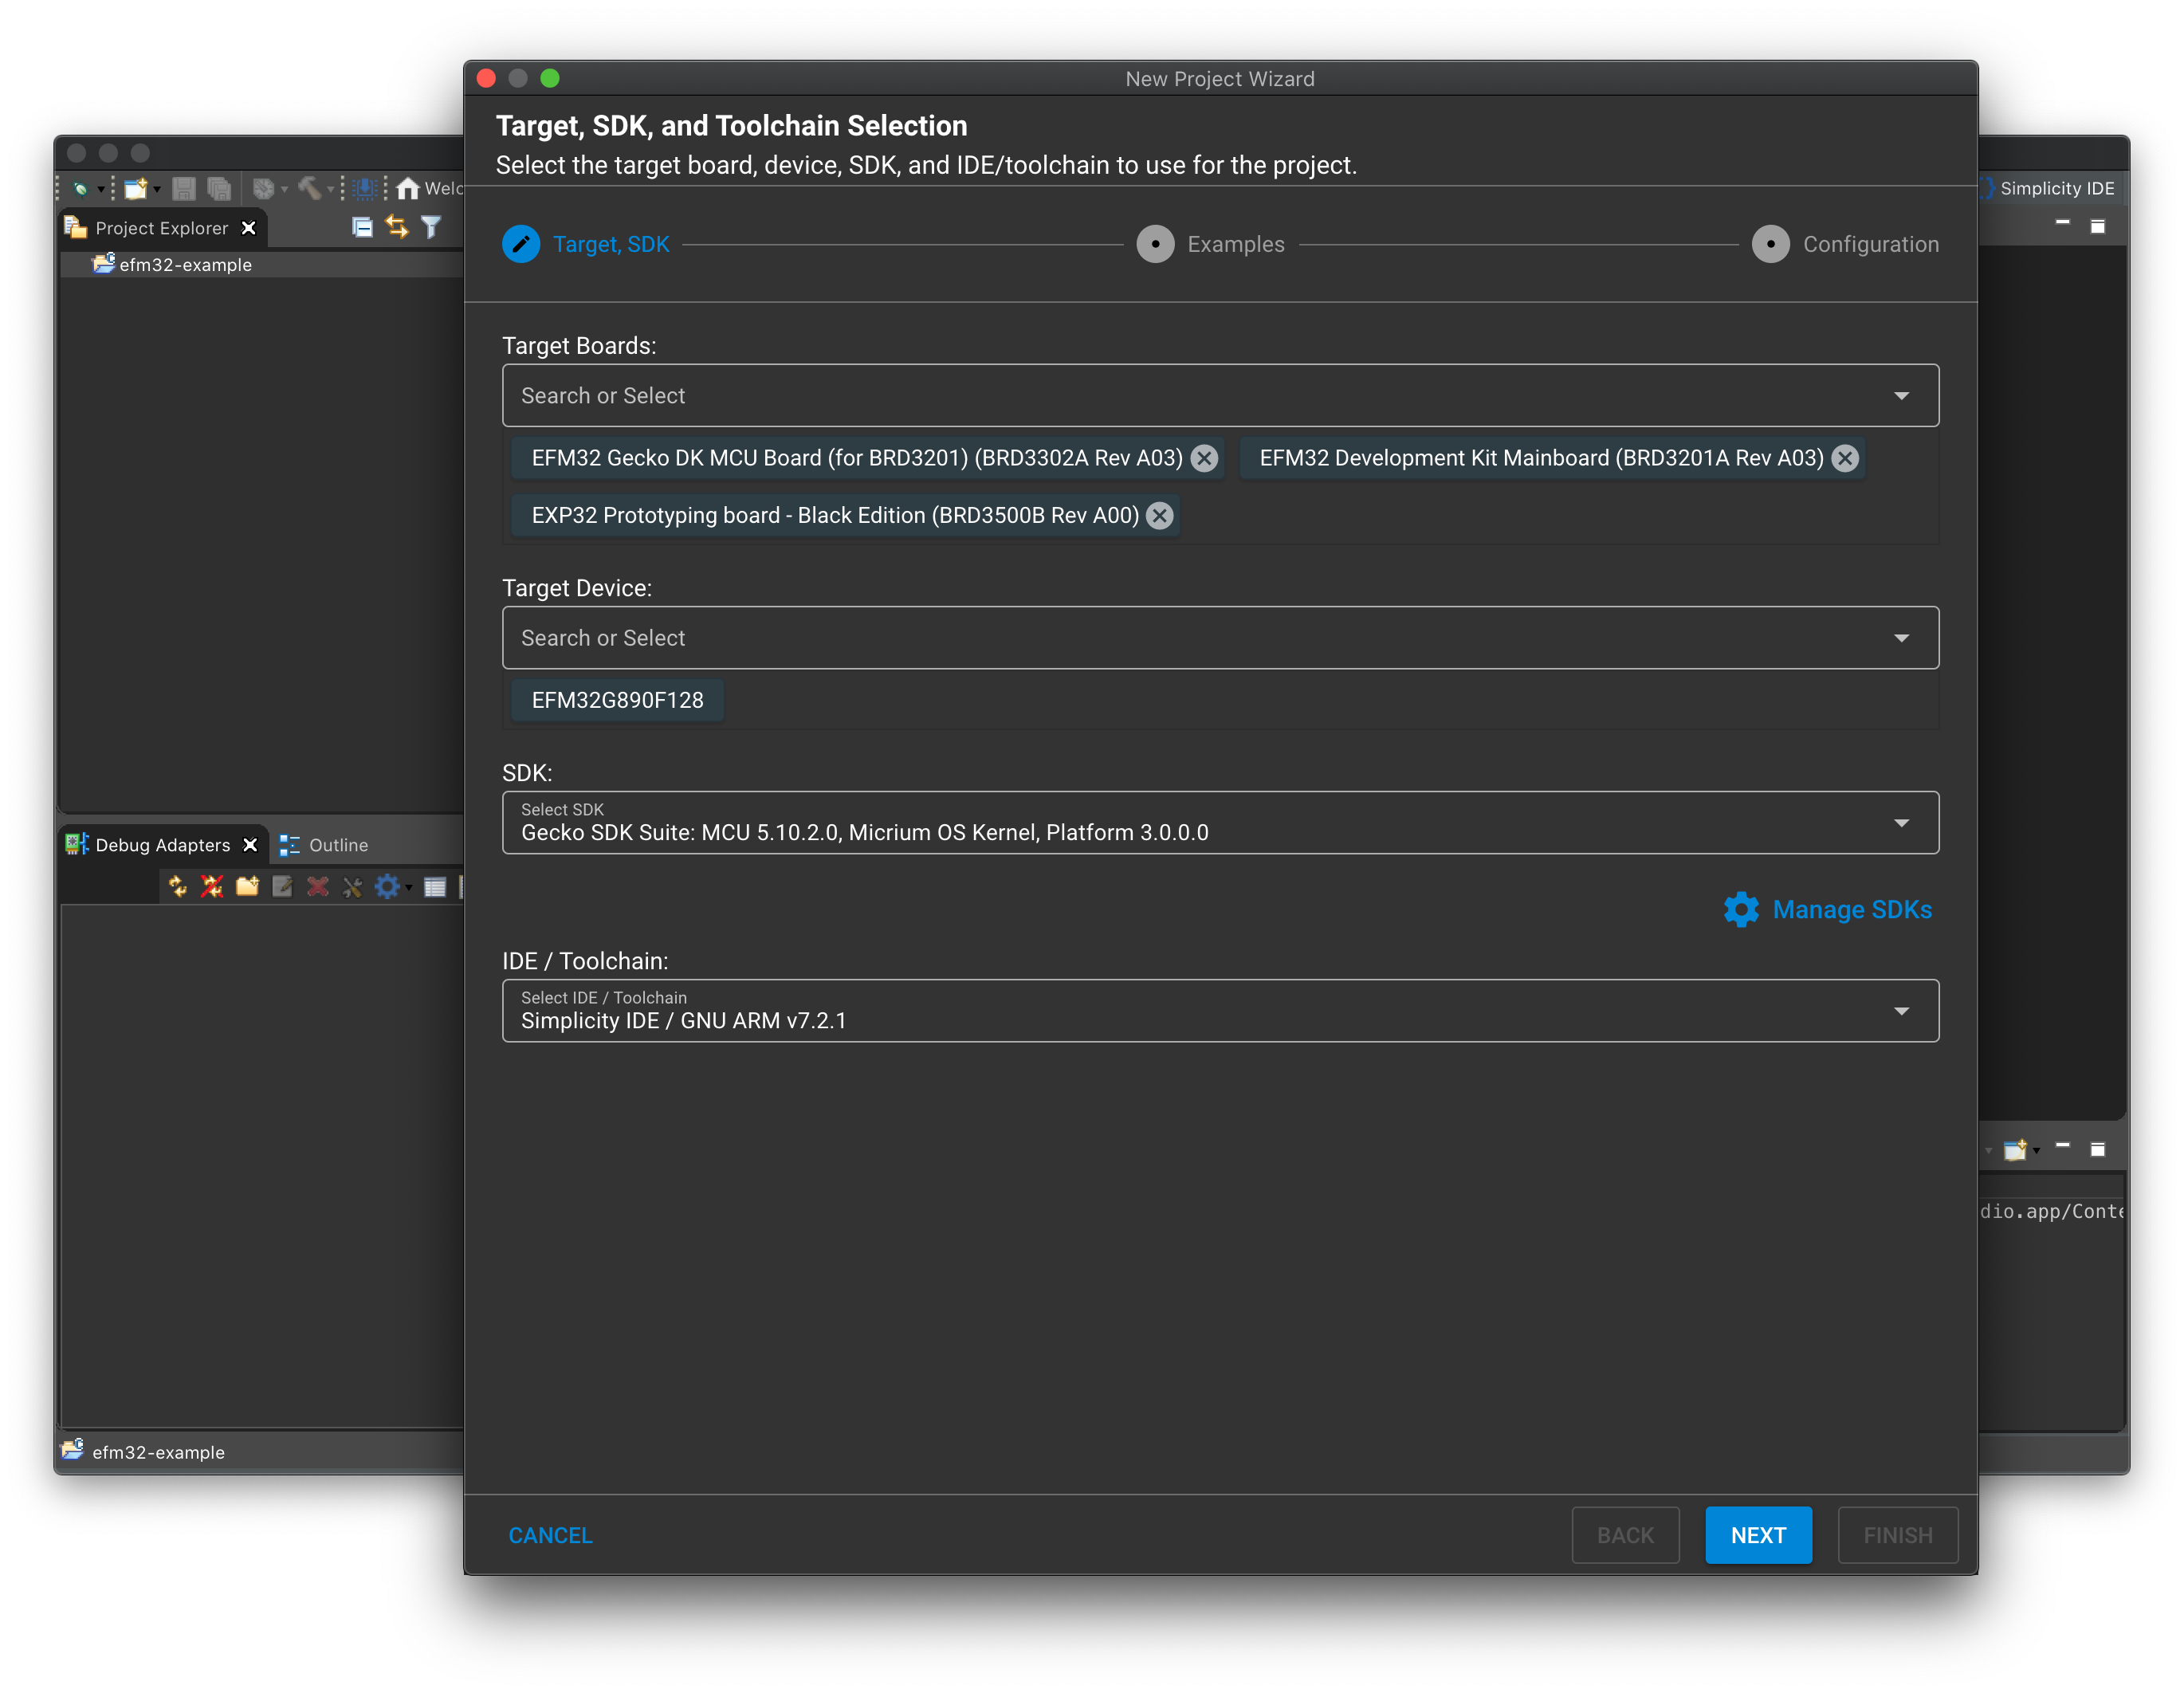 New Project Wizard
Target, SDK, and Toolchain Selection
Select the target board, device, SDK, and IDE/toolchain to use for the project.
Simplicity IDE
Project Explorer
efm32-example
Target, SDK
Examples
Configuration
Target Boards:
Search or Select
EFM32 Gecko DK MCU Board (for BRD3201) (BRD3302A Rev A03)
EFM32 Development Kit Mainboard (BRD3201A Rev A03)
EXP32 Prototyping board - Black Edition (BRD3500B Rev A00)
Target Device:
Search or Select
EFM32G890F128
SDK:
Select SDK
Gecko SDK Suite: MCU 5.10.2.0, Micrium OS Kernel, Platform 3.0.0.0
Manage SDKs
IDE / Toolchain:
Select IDE / Toolchain
Simplicity IDE / GNU ARM v7.2.1
Debug Adapters
Outline
dio.app/Conte
efm32-example
CANCEL
BACK
NEXT
FINISH